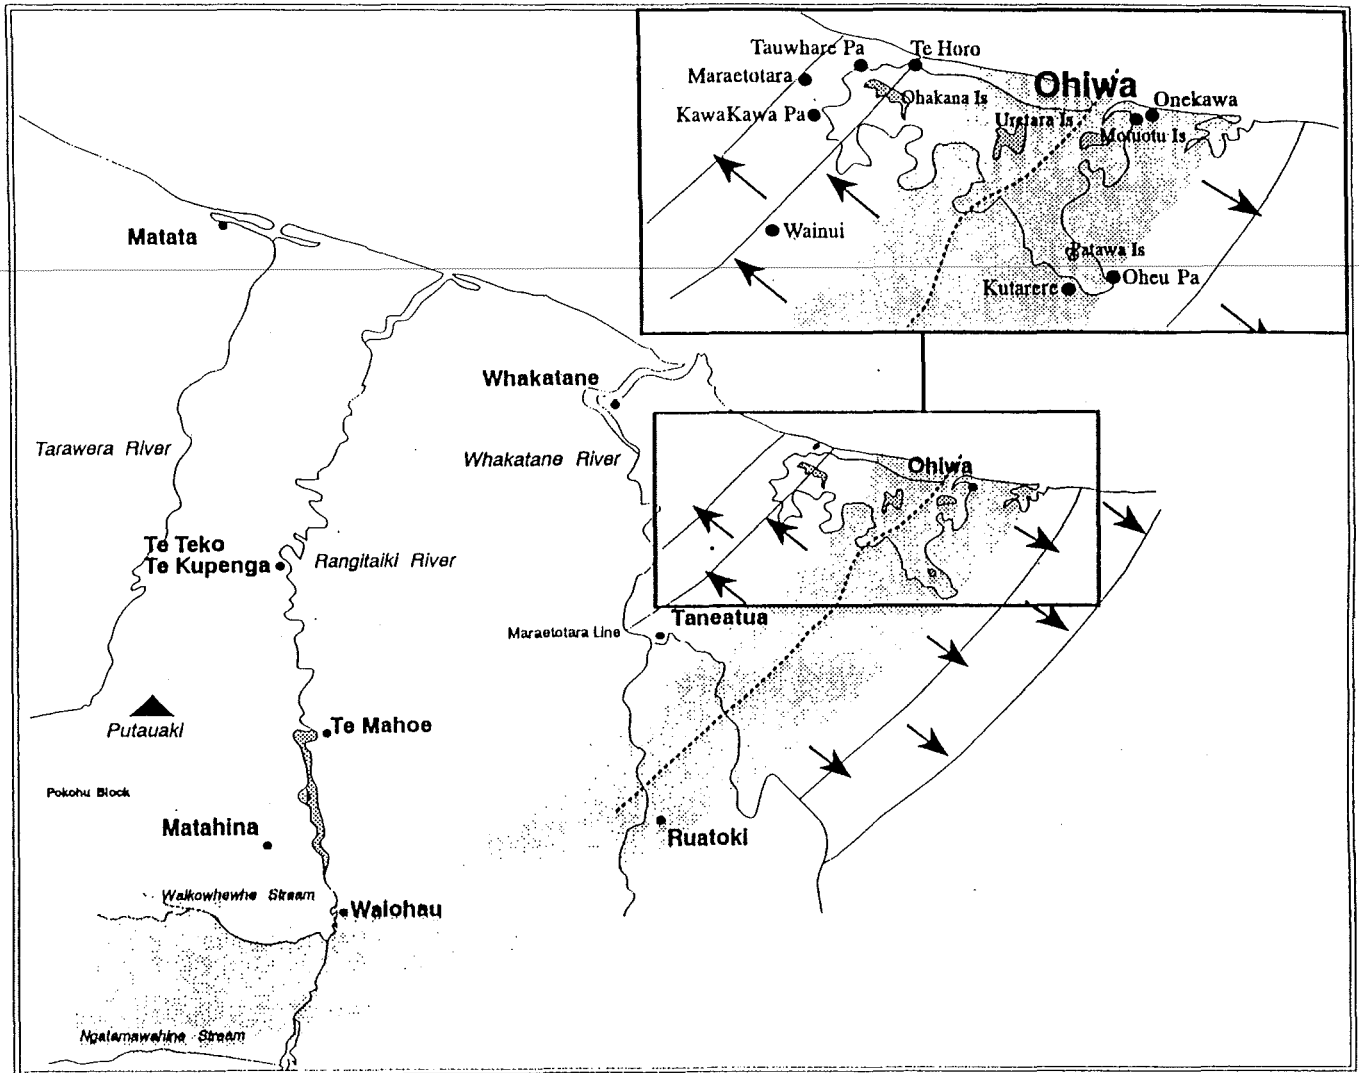 Tauwhare Pa
Te Horo
Maraetotara
Ohiwa
Ohakana Is
Onekawa
KawaKawa Pa
Uretara Is
Motuotu Is
Wainui
Patawa Is
Kutarere
Oheu Pa
Matata
Whakatane
Tarawera River
Whakatane River
Ohiwa
Te Teko
Te Kupenga
Rangitaiki River
Taneatua
Maraetotara Line
Putauaki
Te Mahoe
Pokohu Block
Matahina
Ruatoki
Waikowhewhe Stream
Waiohau
Ngatamawahine Stream